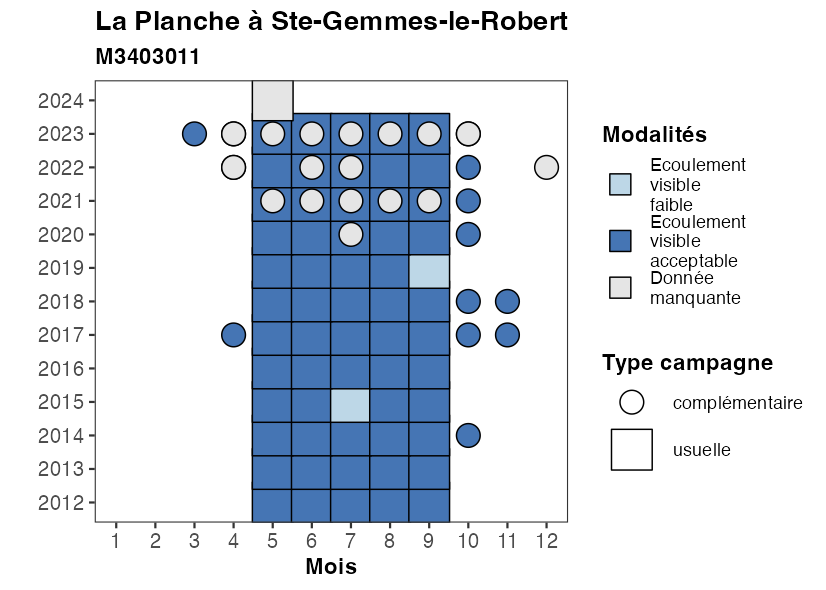 La Planche à Ste-Gemmes-le-Robert
M3403011
2024
2023
2022
2021
2020
2019
2018
2017
2016
2015
2014
2013
2012
1 2 3 4 5 6 7 8 9 10 11 12
Mois
Modalités
Ecoulement
visible
faible
Ecoulement
visible
acceptable
Donnée
manquante
Type campagne
complémentaire
usuelle